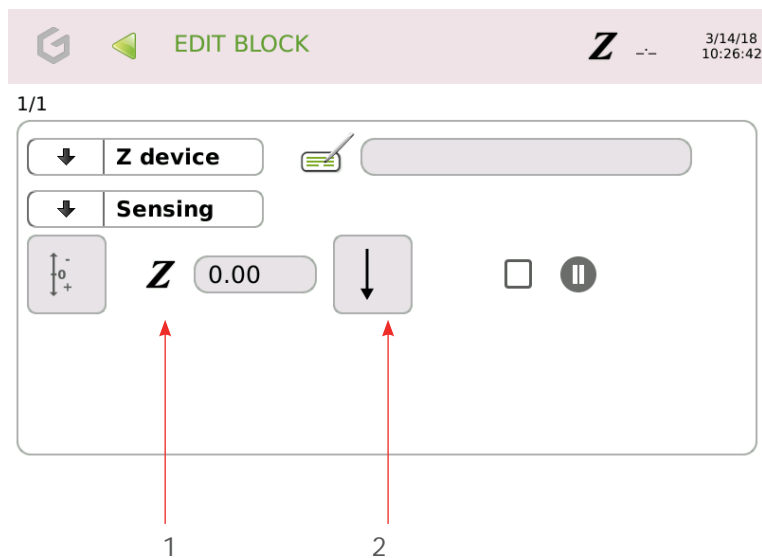 EDIT BLOCK
Z -.-
3/14/18
10:26:42
1/1
Z device
Sensing
- 0 +
Z 0.00
1 2